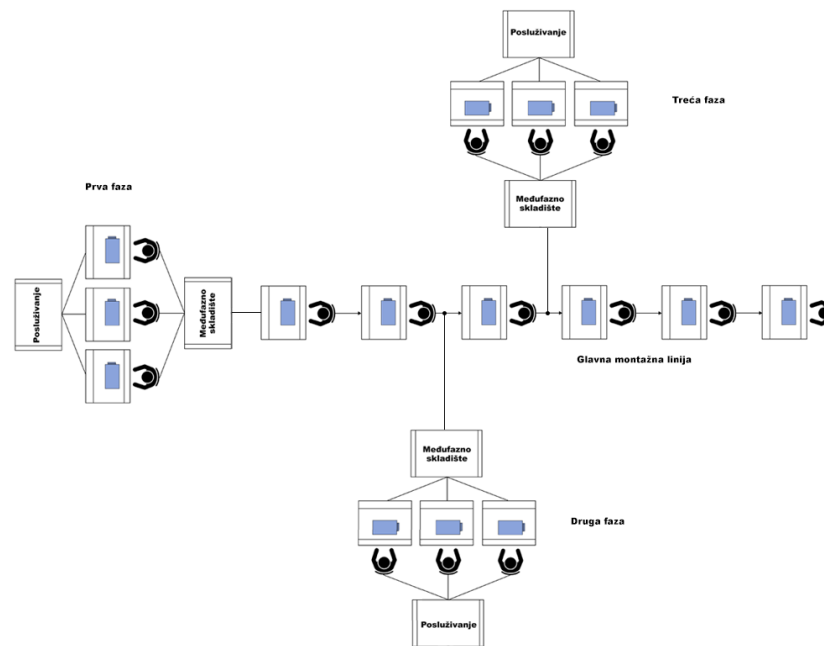 Posluživanje
Treća faza
Međufazno
skladište
Prva faza
Posluživanje
Međufazno
skladište
Glavna montažna linija
Međufazno
skladište
Druga faza
Posluživanje